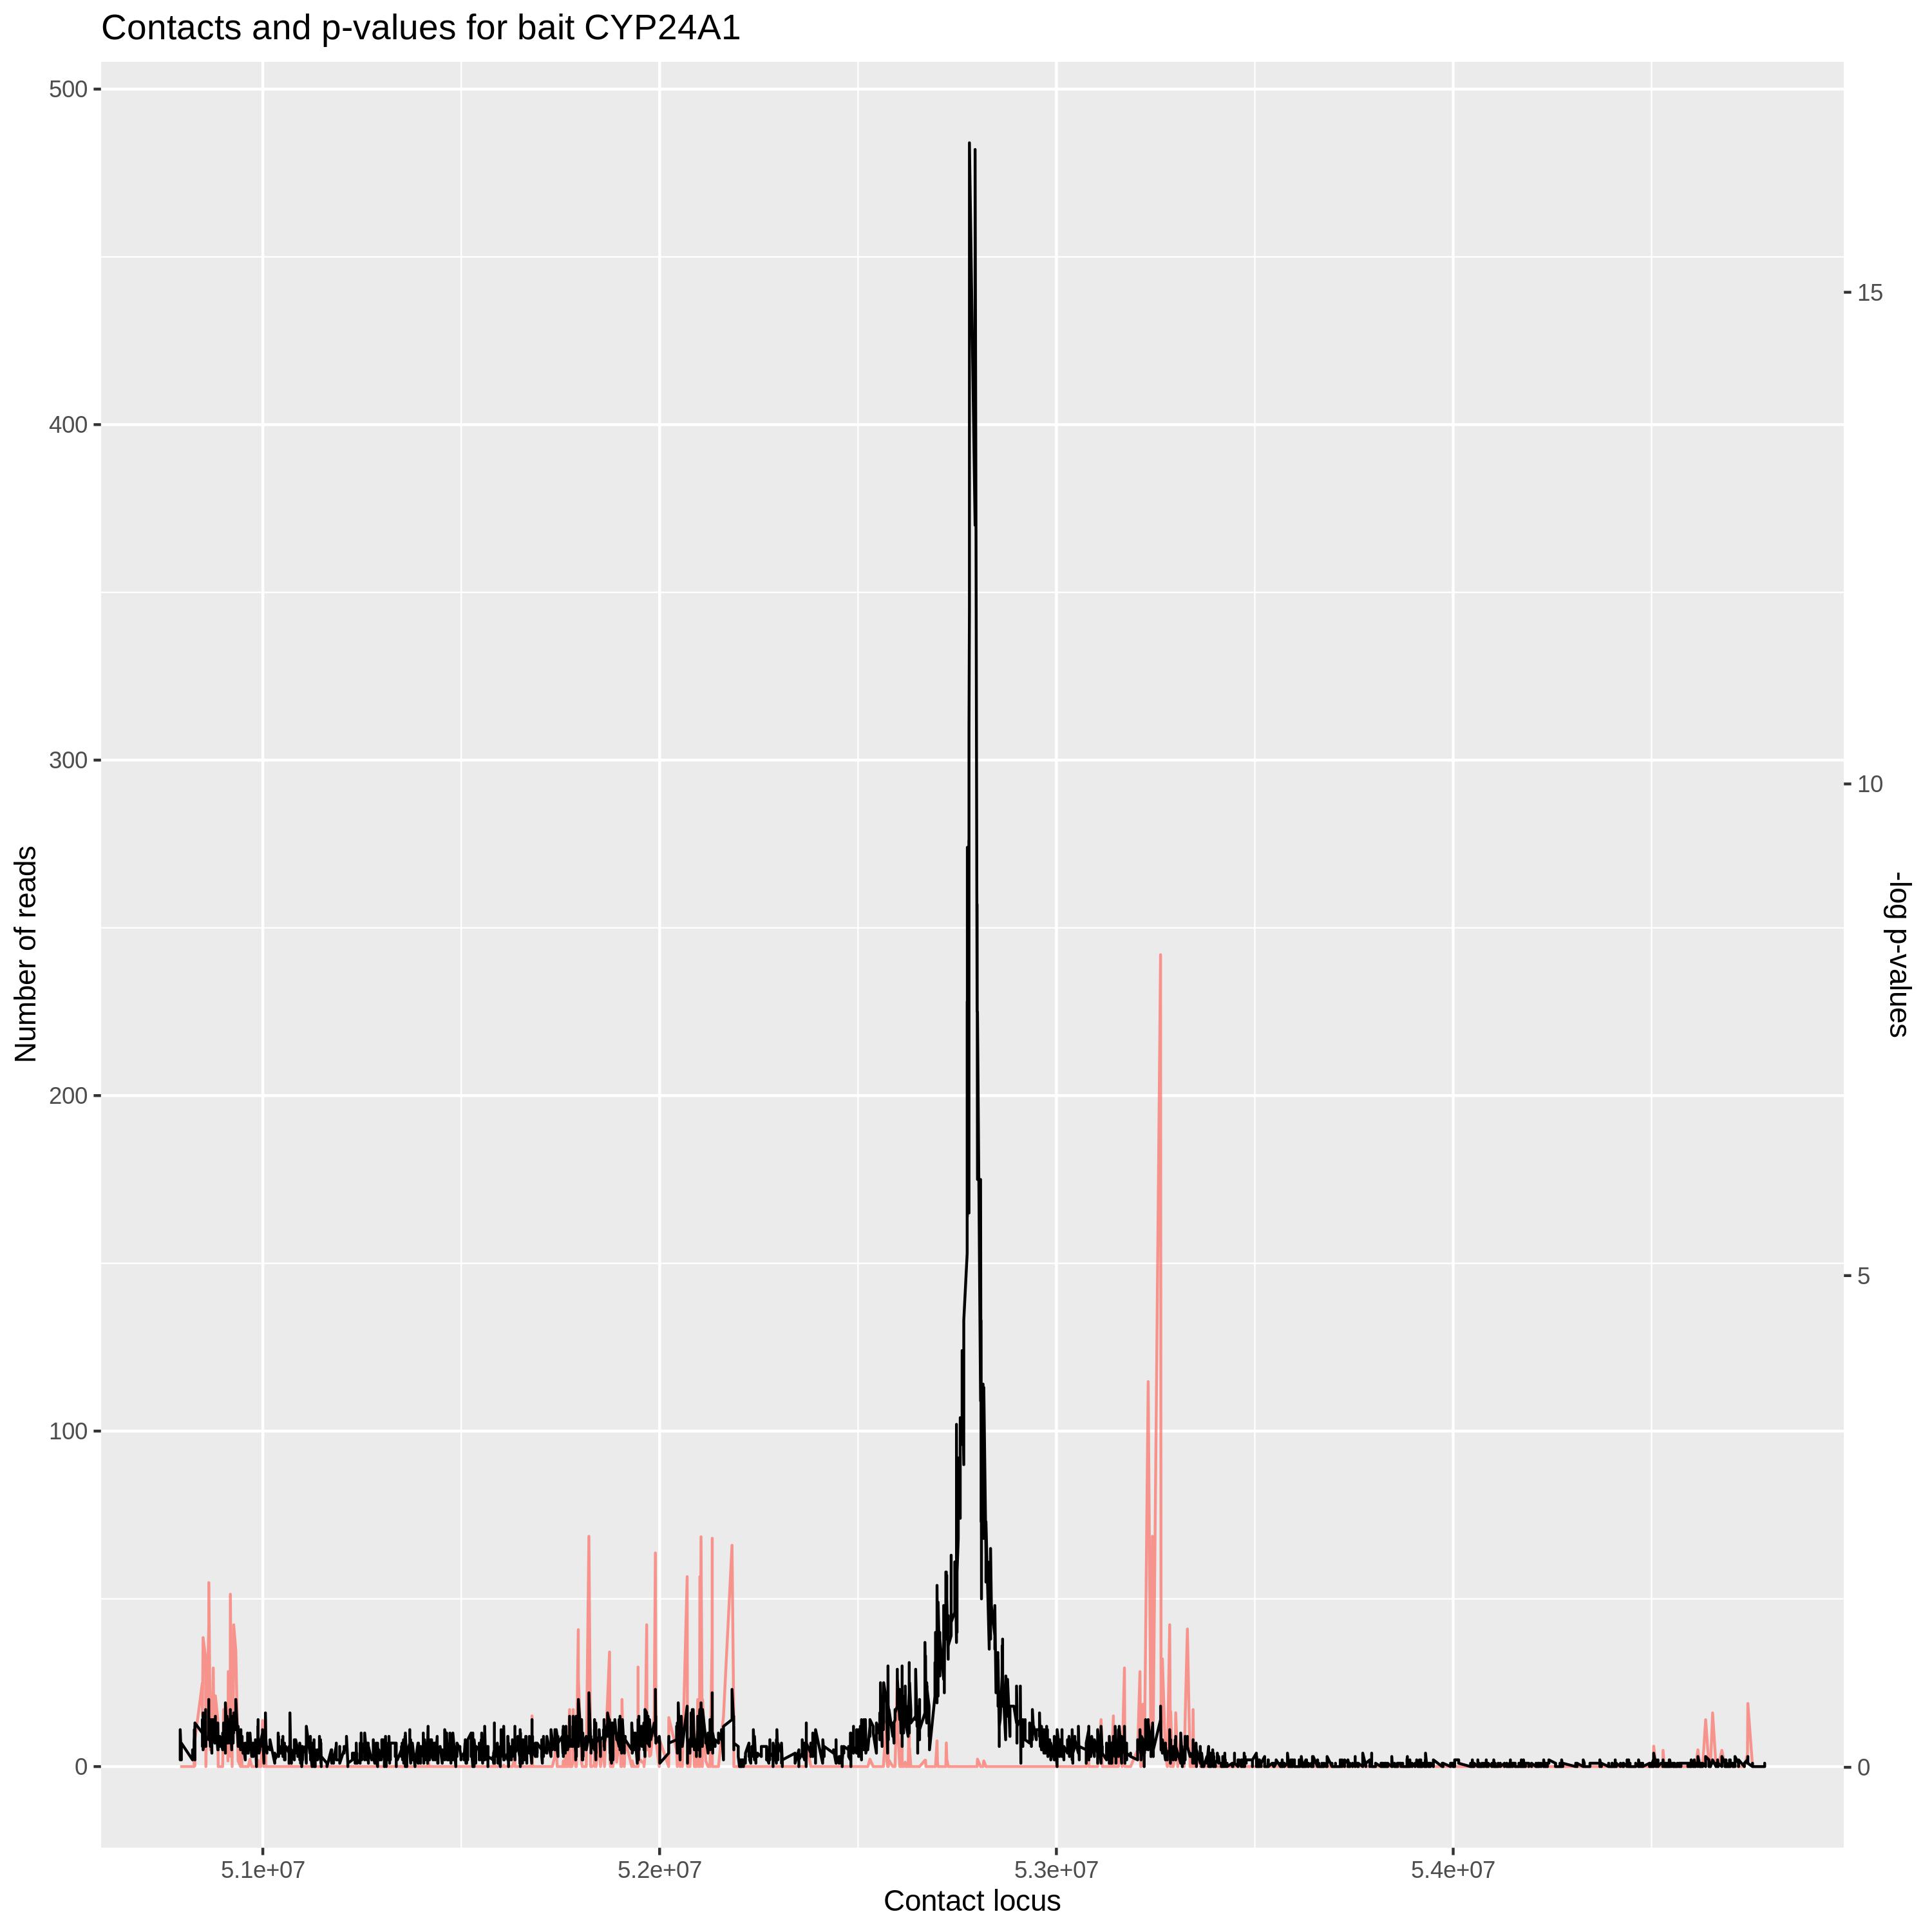 Contacts and p-values for bait CYP24A1
500
400
300
200
100
0
Number of reads
15
10
5
0
-log p-values
5.1e+07
5.2e+07
5.3e+07
5.4e+07
Contact locus